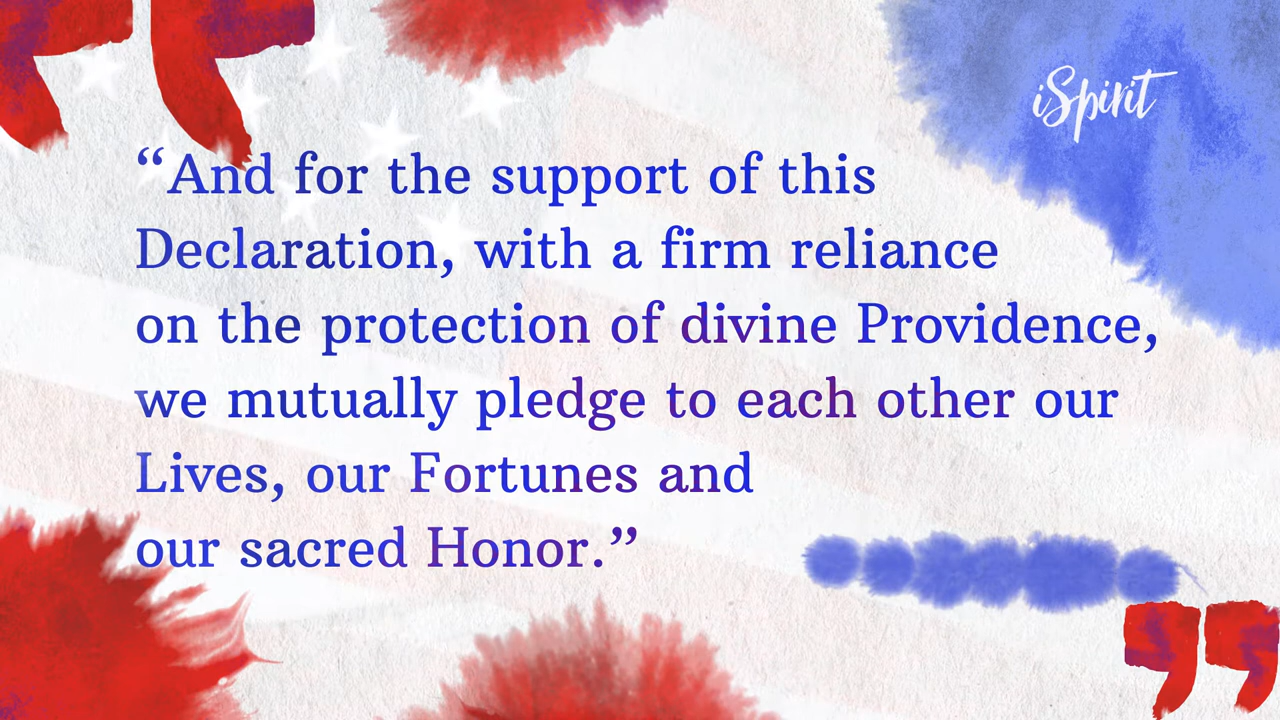 iSpirit
“And for the support of this
Declaration, with a firm reliance
on the protection of divine Providence,
we mutually pledge to each other our
Lives, our Fortunes and
our sacred Honor.”